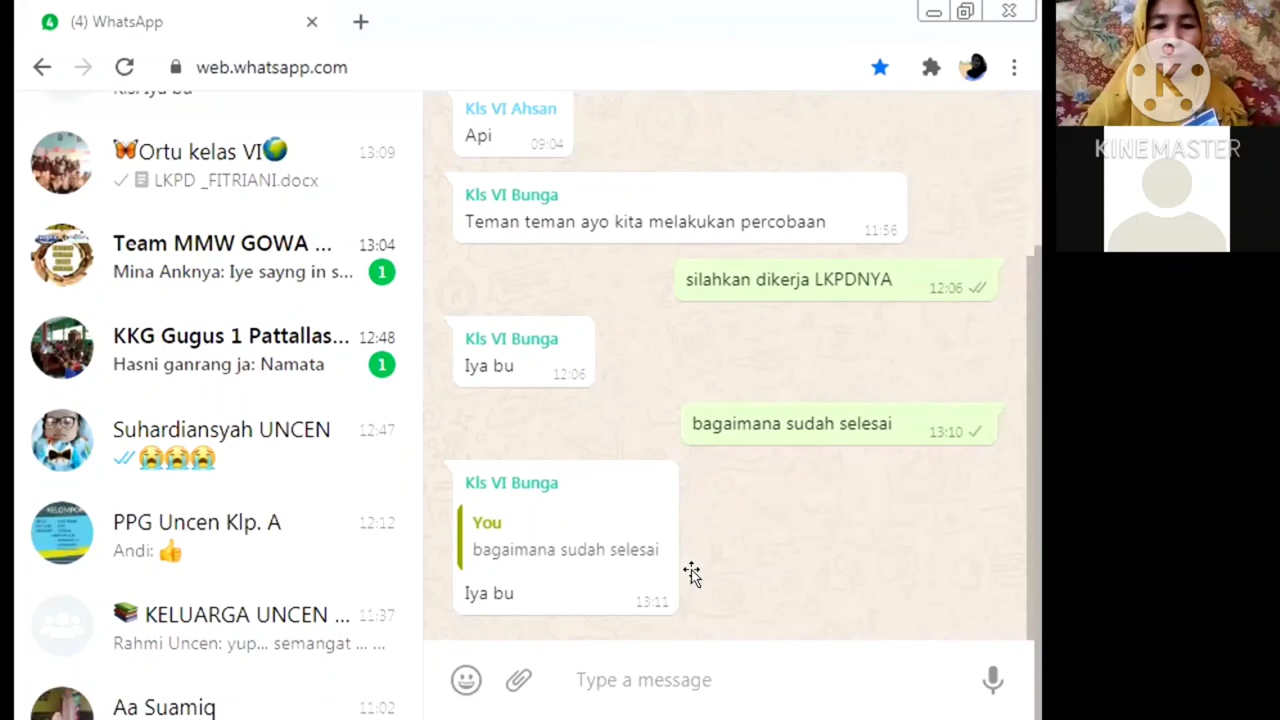 (4) WhatsApp
web.whatsapp.com
Ortu kelas VI 13:09
LKPD _FITRIANI.docx
Team MMW GOWA ... 13:04
Mina Anknya: Iye sayng in s... 1
KKG Gugus 1 Pattallas... 12:48
Hasni ganrang ja: Namata 1
Suhardiansyah UNCEN 12:47
PPG Uncen Klp. A 12:12
Andi:
KELUARGA UNCEN ... 11:37
Rahmi Uncen: yup... semangat ... ...
Aa Suamiq 11:02
Kls VI Ahsan
Api 09:04
Kls VI Bunga
Teman teman ayo kita melakukan percobaan 11:56
silahkan dikerja LKPDNYA 12:06
Kls VI Bunga
Iya bu 12:06
bagaimana sudah selesai 13:10
Kls VI Bunga
You
bagaimana sudah selesai
Iya bu 13:11
Type a message
K
KINEMASTER